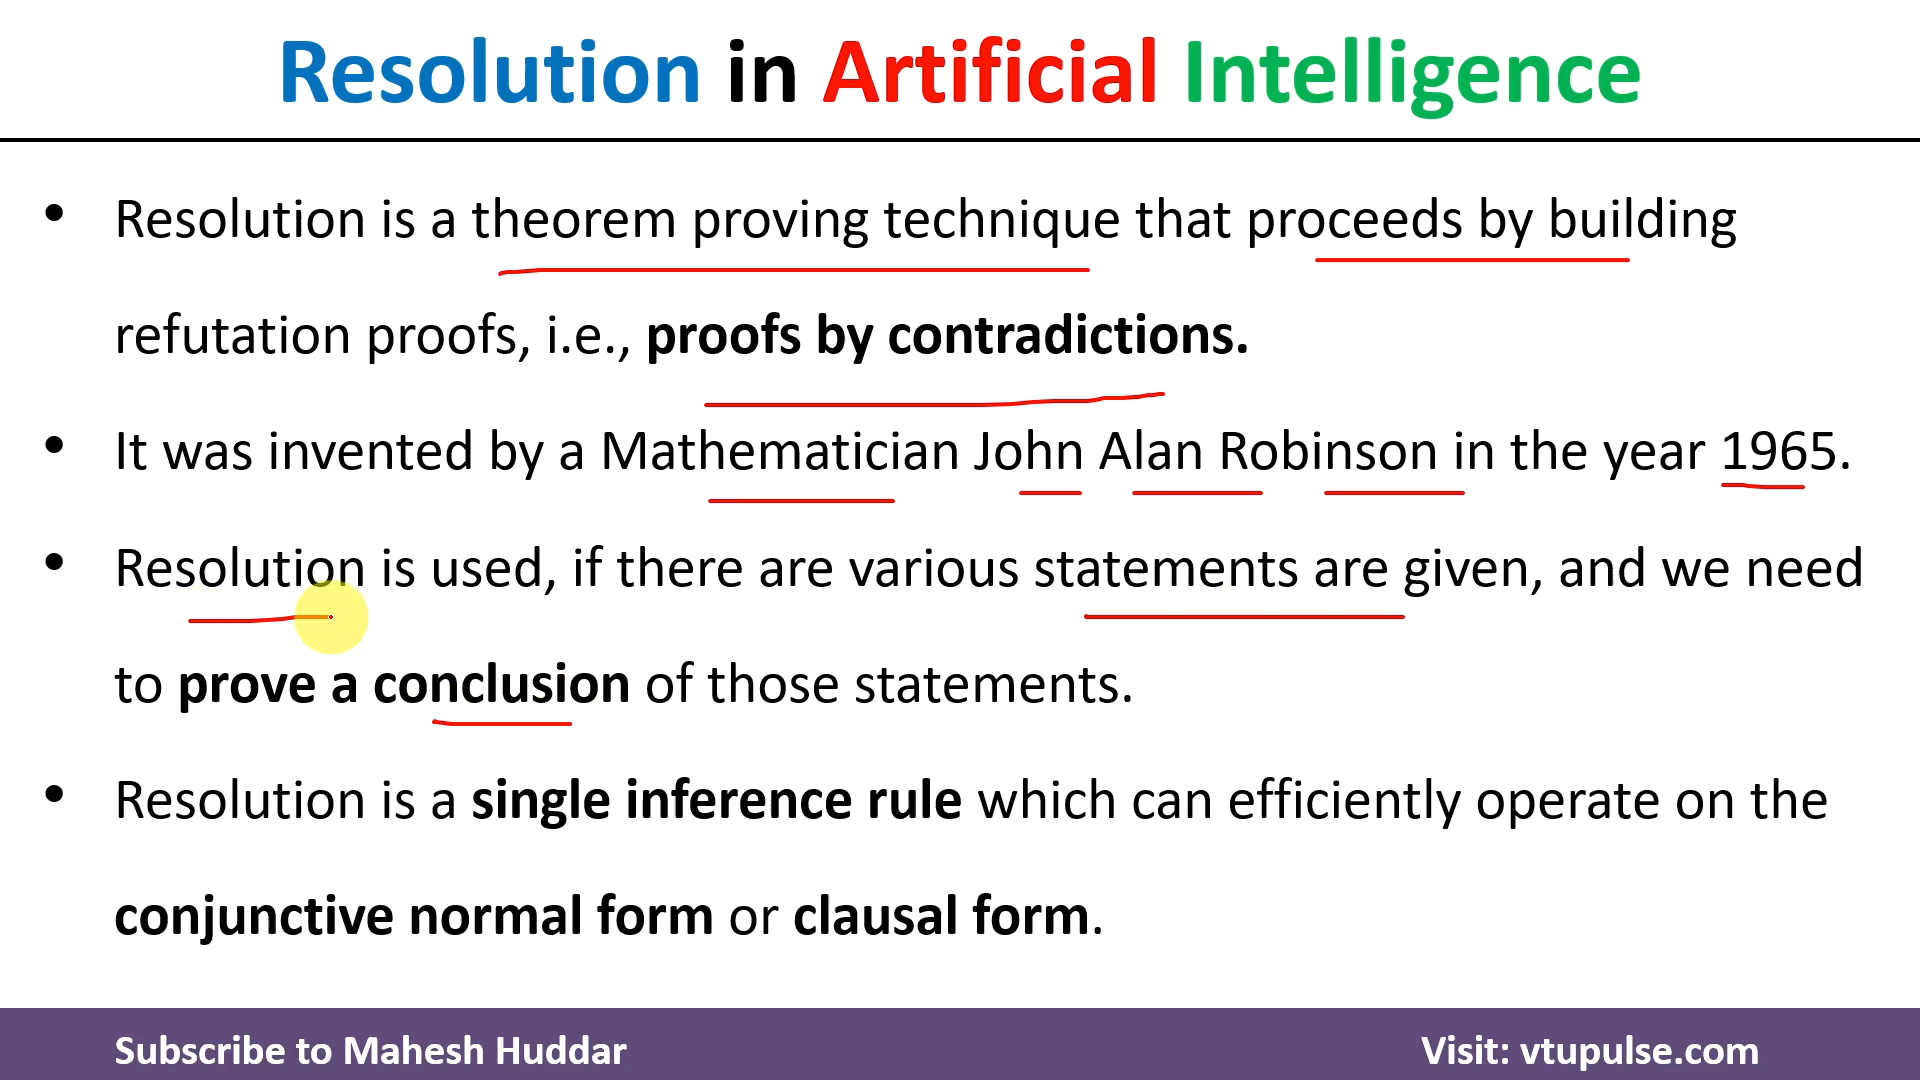 Resolution in Artificial Intelligence
• Resolution is a theorem proving technique that proceeds by building
refutation proofs, i.e., proofs by contradictions.
• It was invented by a Mathematician John Alan Robinson in the year 1965.
• Resolution is used, if there are various statements are given, and we need
to prove a conclusion of those statements.
• Resolution is a single inference rule which can efficiently operate on the
conjunctive normal form or clausal form.
Subscribe to Mahesh Huddar
Visit: vtupulse.com